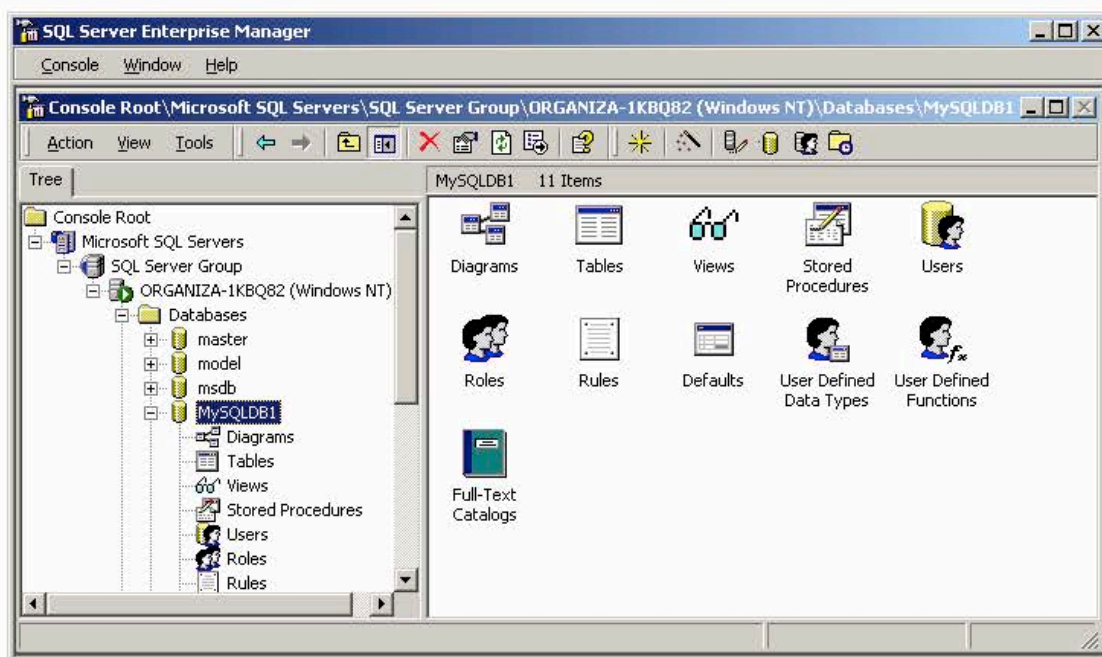 SQL Server Enterprise Manager
Console Window Help
Console Root\Microsoft SQL Servers\SQL Server Group\ORGANIZA-1KBQ82 (Windows NT)\Databases\MySQLDB1
Action View Tools
Tree
MySQLDB1 11 Items
Console Root
Microsoft SQL Servers
SQL Server Group
ORGANIZA-1KBQ82 (Windows NT)
Databases
master
model
msdb
MySQLDB1
Diagrams
Tables
Views
Stored Procedures
Users
Roles
Rules
Diagrams
Tables
Views
Stored
Procedures
Users
Roles
Rules
Defaults
User Defined
Data Types
User Defined
Functions
Full-Text
Catalogs